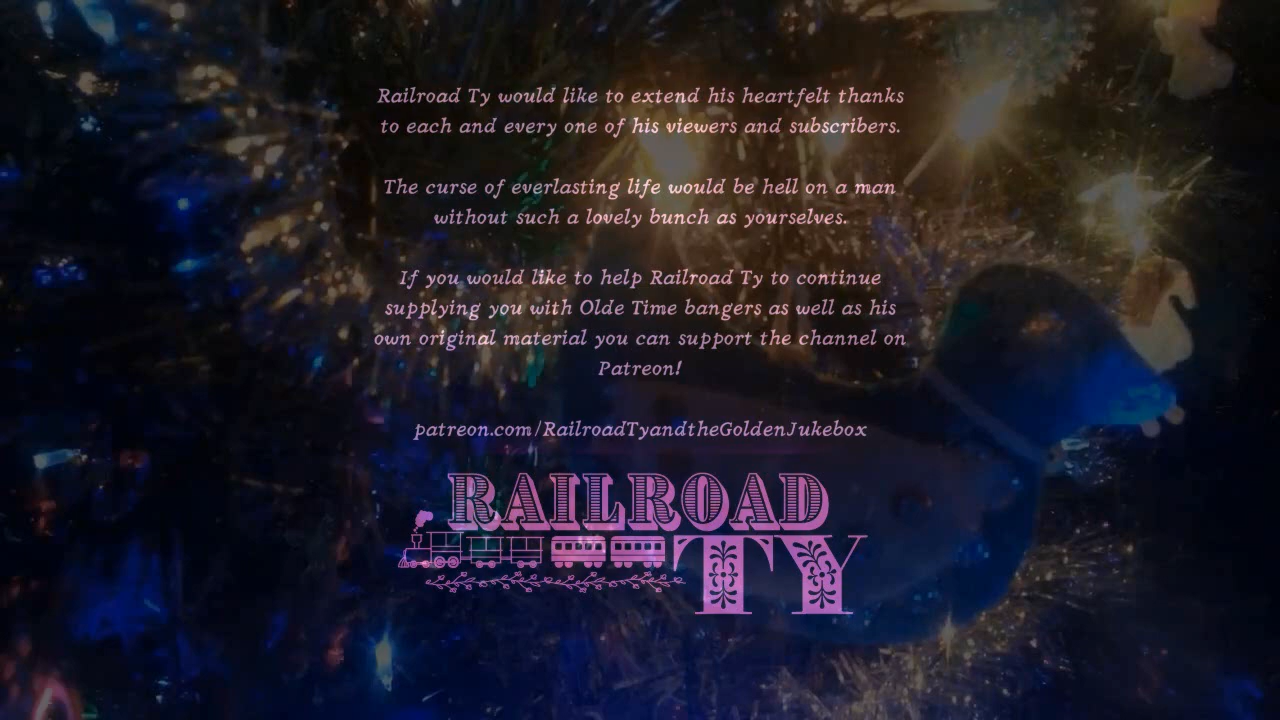 Railroad Ty would like to extend his heartfelt thanks
to each and every one of his viewers and subscribers.
The curse of everlasting life would be hell on a man
without such a lovely bunch as yourselves.
If you would like to help Railroad Ty to continue
supplying you with Olde Time bangers as well as his
own original material you can support the channel on
Patreon!
patreon.com/RailroadTyandtheGoldenJukebox
RAILROAD
TY